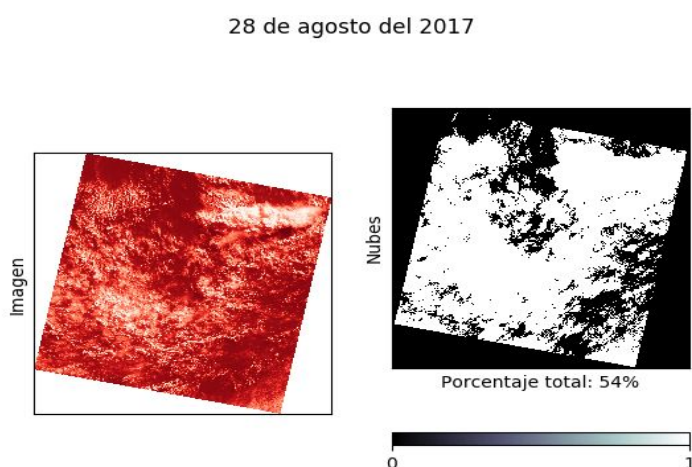 28 de agosto del 2017
Imagen
Nubes
Porcentaje total: 54%
0
1